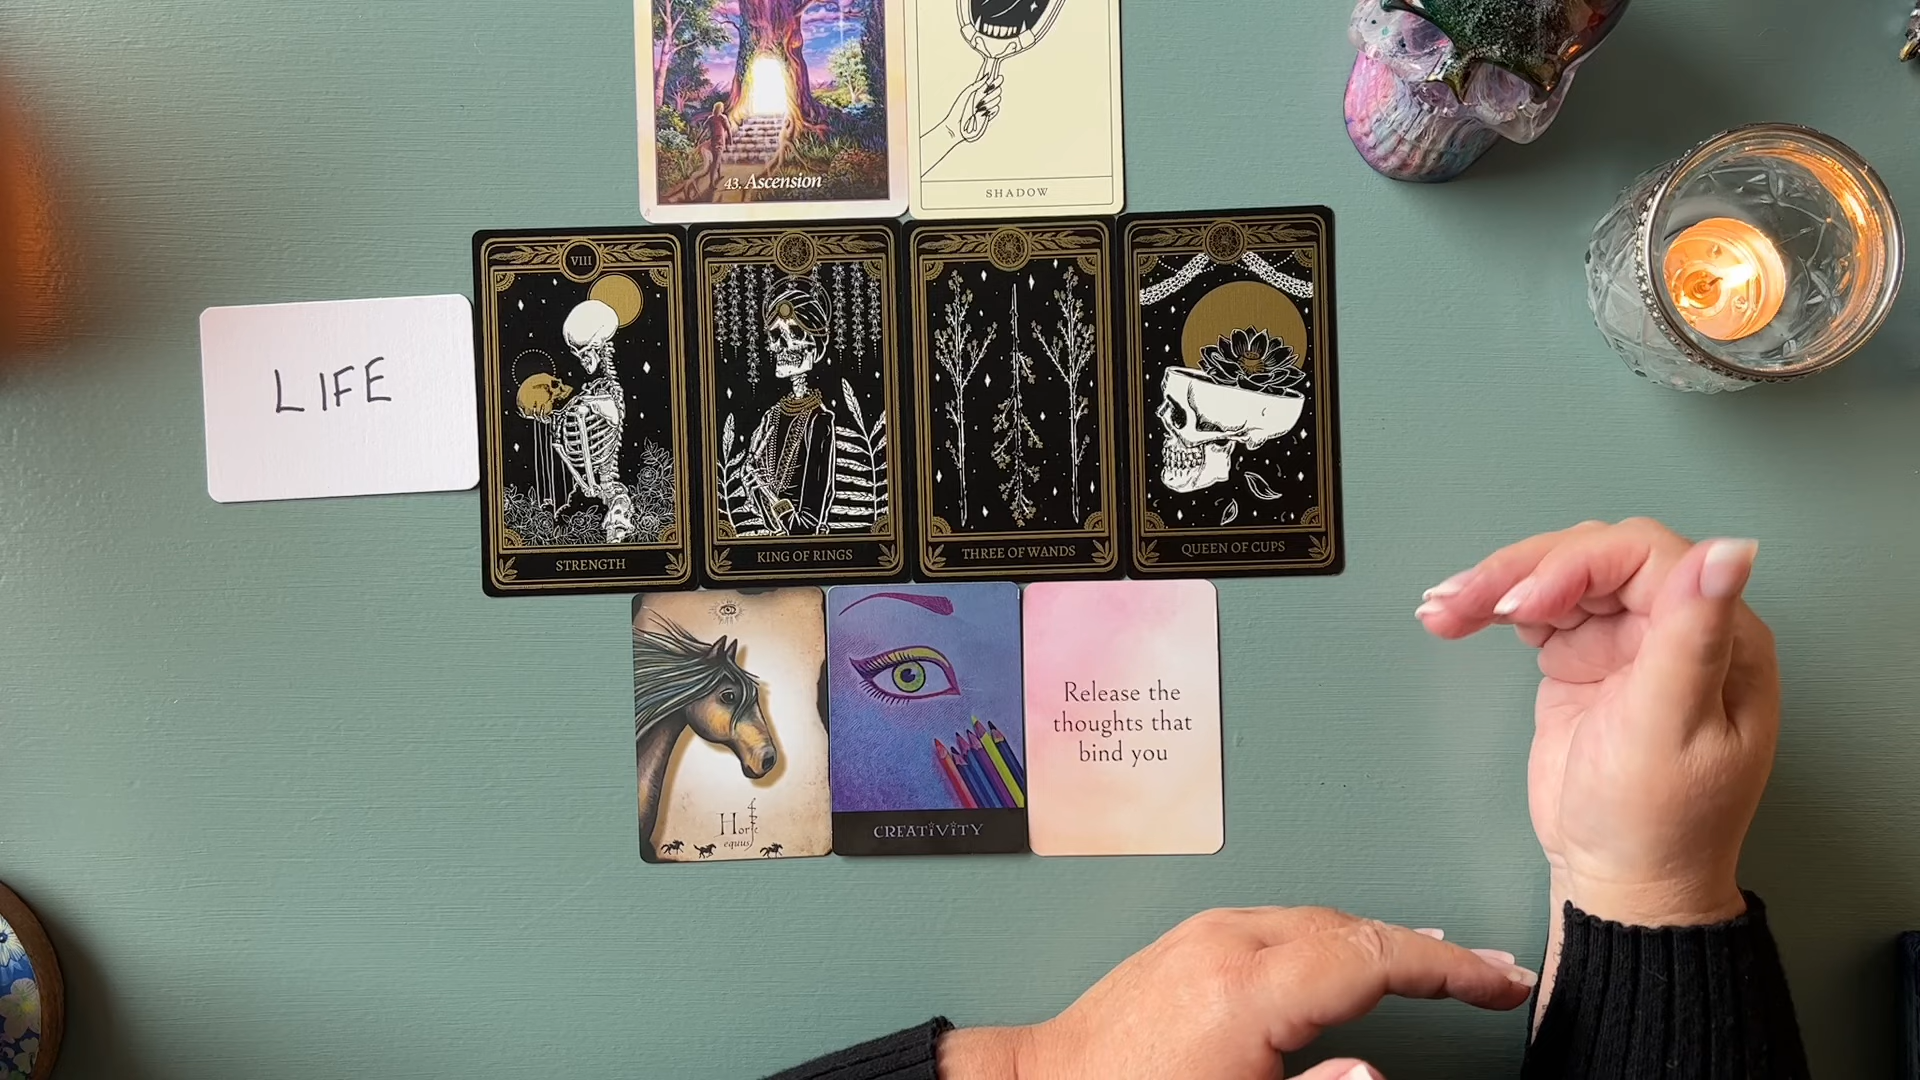 43. Ascension
SHADOW
LIFE
VIII
STRENGTH
KING OF RINGS
THREE OF WANDS
QUEEN OF CUPS
Horse
equus
CREATiViTY
Release the
thoughts that
bind you